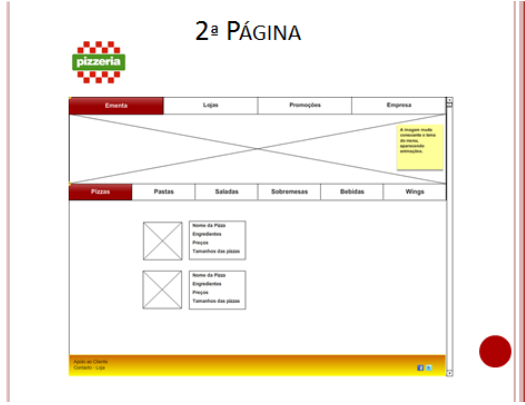 2ª PÁGINA
pizzeria
Ementa Lojas Promoções Empresa
A imagem muda
consoante o tema
do menu,
aparecendo
animações.
Pizzas Pastas Saladas Sobremesas Bebidas Wings
Nome da Pizza
Engredientes
Preços
Tamanhos das pizzas
Nome da Pizza
Engredientes
Preços
Tamanhos das pizzas
Apoio ao Cliente
Contacto - Loja